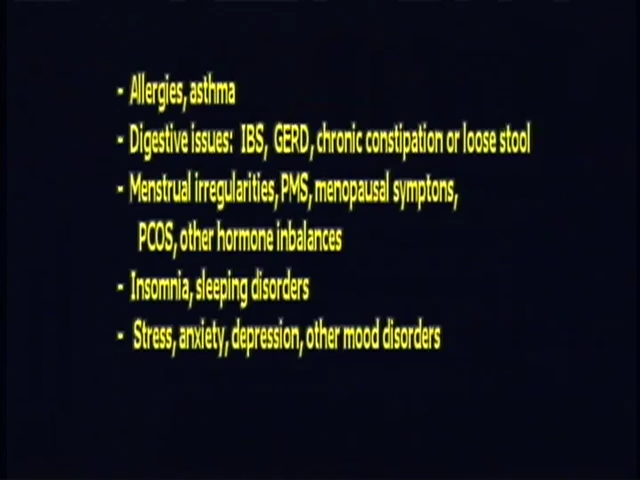 - Allergies, asthma
- Digestive issues: IBS, GERD, chronic constipation or loose stool
- Menstrual irregularities, PMS, menopausal symptons,
PCOS, other hormone inbalances
- Insomnia, sleeping disorders
- Stress, anxiety, depression, other mood disorders